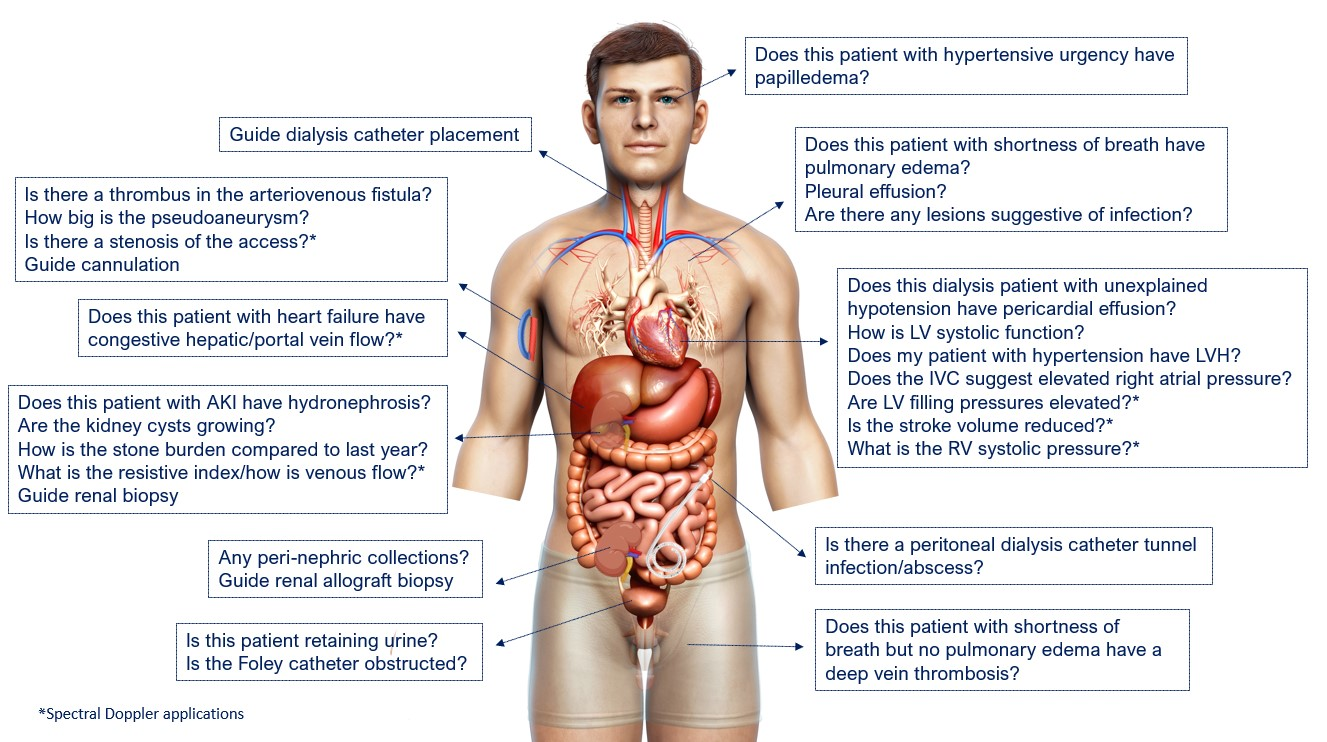 Does this patient with hypertensive urgency have
papilledema?
Guide dialysis catheter placement
Does this patient with shortness of breath have
pulmonary edema?
Pleural effusion?
Are there any lesions suggestive of infection?
Is there a thrombus in the arteriovenous fistula?
How big is the pseudoaneurysm?
Is there a stenosis of the access?*
Guide cannulation
Does this dialysis patient with unexplained
hypotension have pericardial effusion?
How is LV systolic function?
Does my patient with hypertension have LVH?
Does the IVC suggest elevated right atrial pressure?
Are LV filling pressures elevated?*
Is the stroke volume reduced?*
What is the RV systolic pressure?*
Does this patient with heart failure have
congestive hepatic/portal vein flow?*
Does this patient with AKI have hydronephrosis?
Are the kidney cysts growing?
How is the stone burden compared to last year?
What is the resistive index/how is venous flow?*
Guide renal biopsy
Is there a peritoneal dialysis catheter tunnel
infection/abscess?
Any peri-nephric collections?
Guide renal allograft biopsy
Does this patient with shortness of
breath but no pulmonary edema have a
deep vein thrombosis?
Is this patient retaining urine?
Is the Foley catheter obstructed?
*Spectral Doppler applications